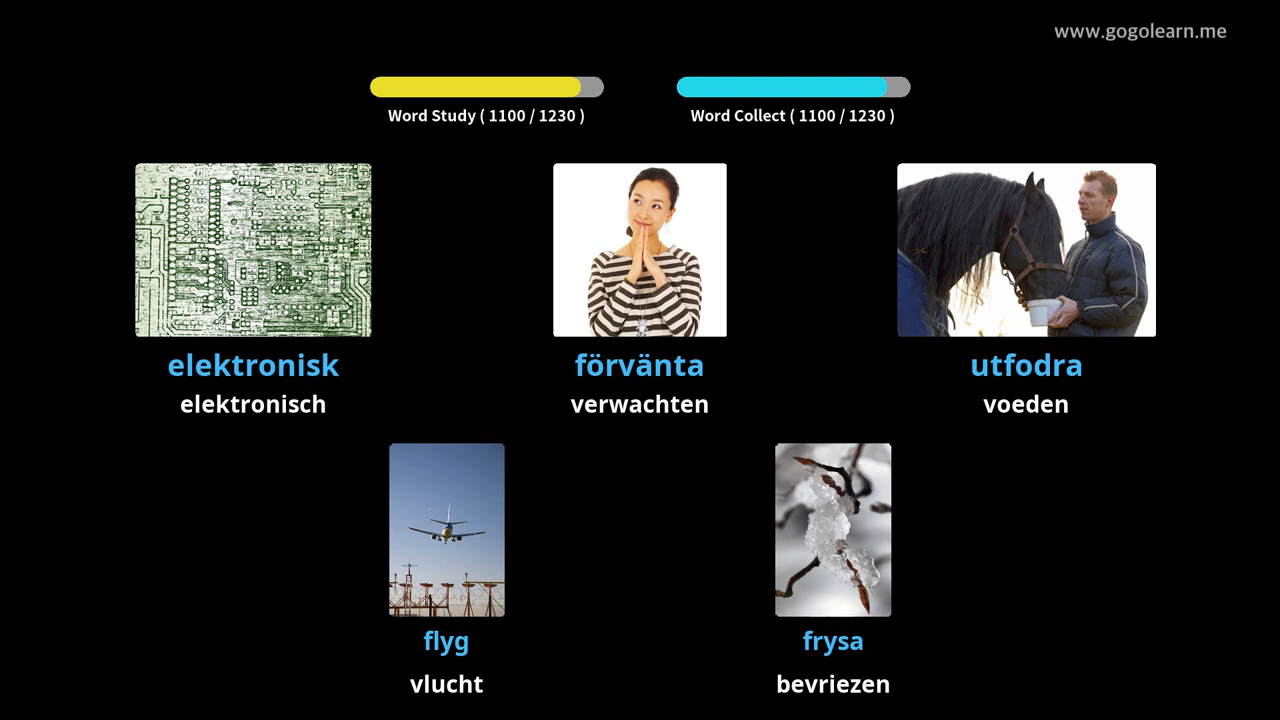 www.gogolearn.me
Word Study ( 1100 / 1230 )
Word Collect ( 1100 / 1230 )
elektronisk
elektronisch
förvänta
verwachten
utfodra
voeden
flyg
vlucht
frysa
bevriezen